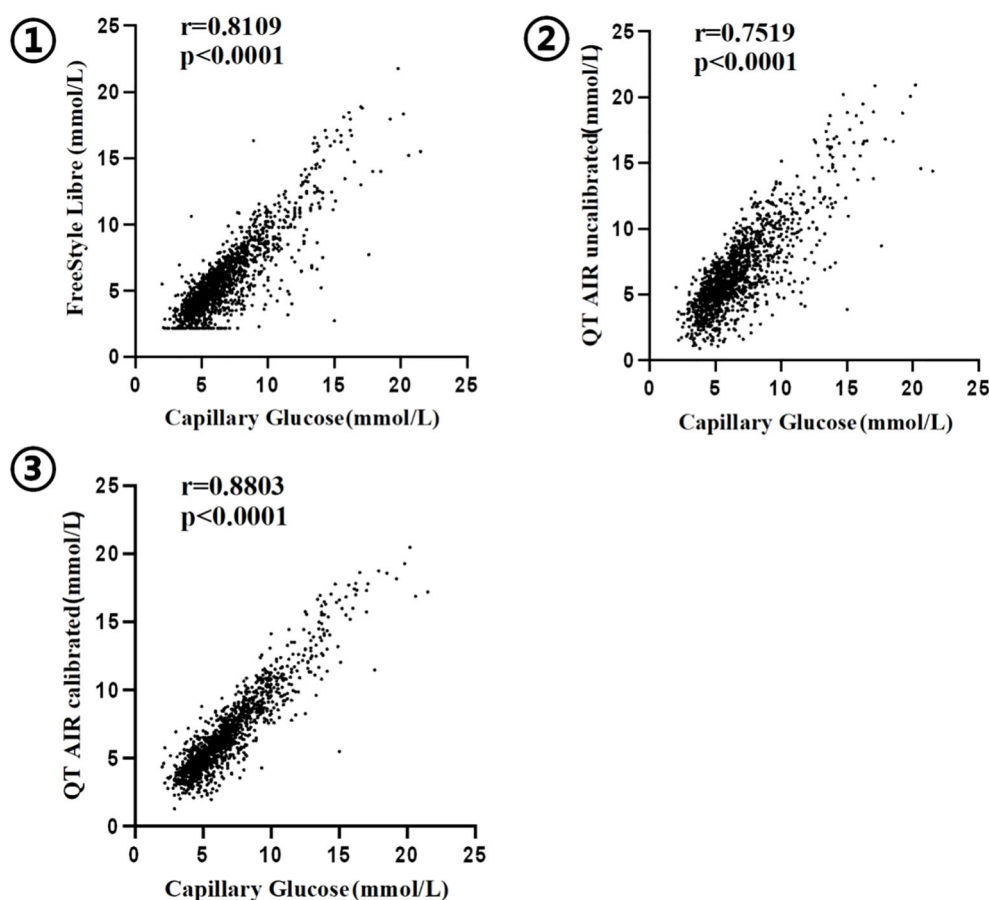 ①
r=0.8109
p<0.0001
25
20
15
10
5
0
FreeStyle Libre (mmol/L)
0 5 10 15 20 25
Capillary Glucose(mmol/L)
②
r=0.7519
p<0.0001
25
20
15
10
5
0
QT AIR uncalibrated(mmol/L)
0 5 10 15 20 25
Capillary Glucose(mmol/L)
③
r=0.8803
p<0.0001
25
20
15
10
5
0
QT AIR calibrated(mmol/L)
0 5 10 15 20 25
Capillary Glucose(mmol/L)